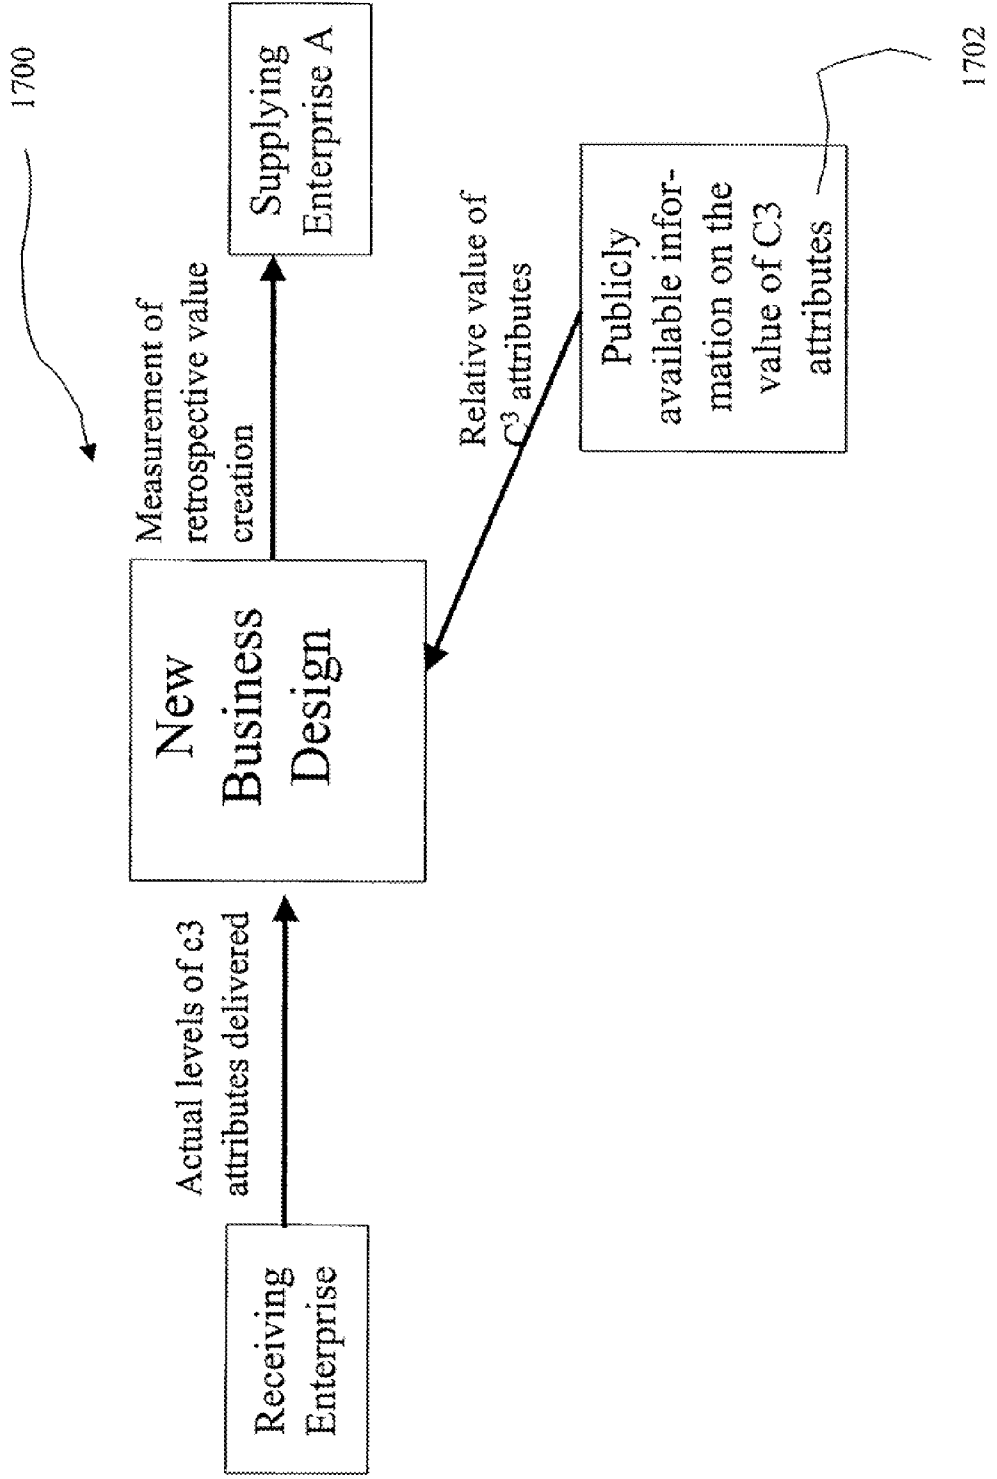 1700
Receiving
Enterprise
Actual levels of c3
attributes delivered
New
Business
Design
Measurement of
retrospective value
creation
Supplying
Enterprise A
Relative value of
C³ attributes
Publicly
available infor-
mation on the
value of C3
attributes
1702